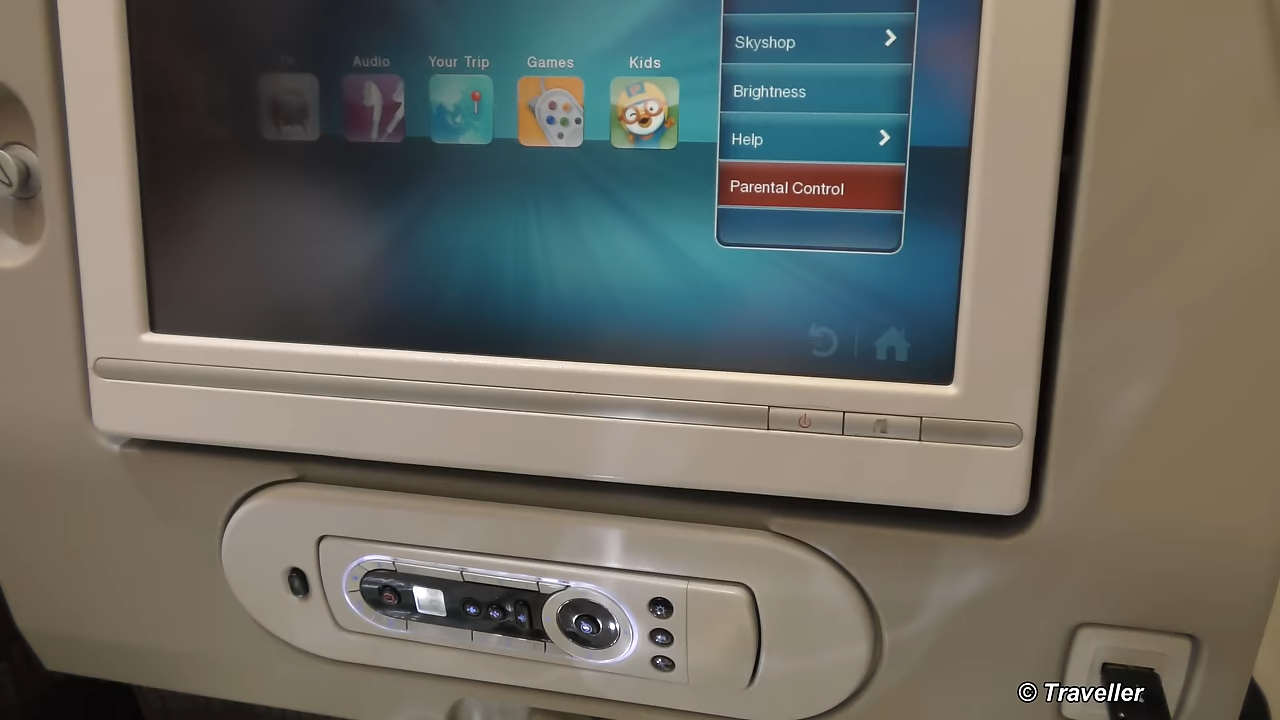 Skyshop
Audio
Your Trip
Games
Kids
Brightness
Help
Parental Control
© Traveller